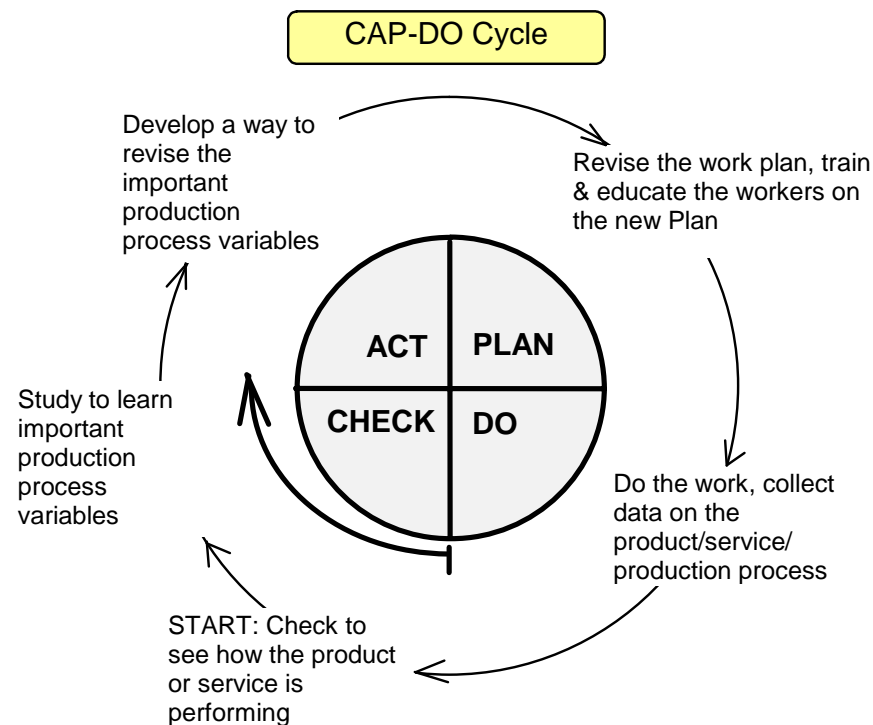 CAP-DO Cycle
Develop a way to
revise the
important
production
process variables
Revise the work plan, train
& educate the workers on
the new Plan
ACT
PLAN
CHECK
DO
Study to learn
important
production
process
variables
Do the work, collect
data on the
product/service/
production process
START: Check to
see how the product
or service is
performing